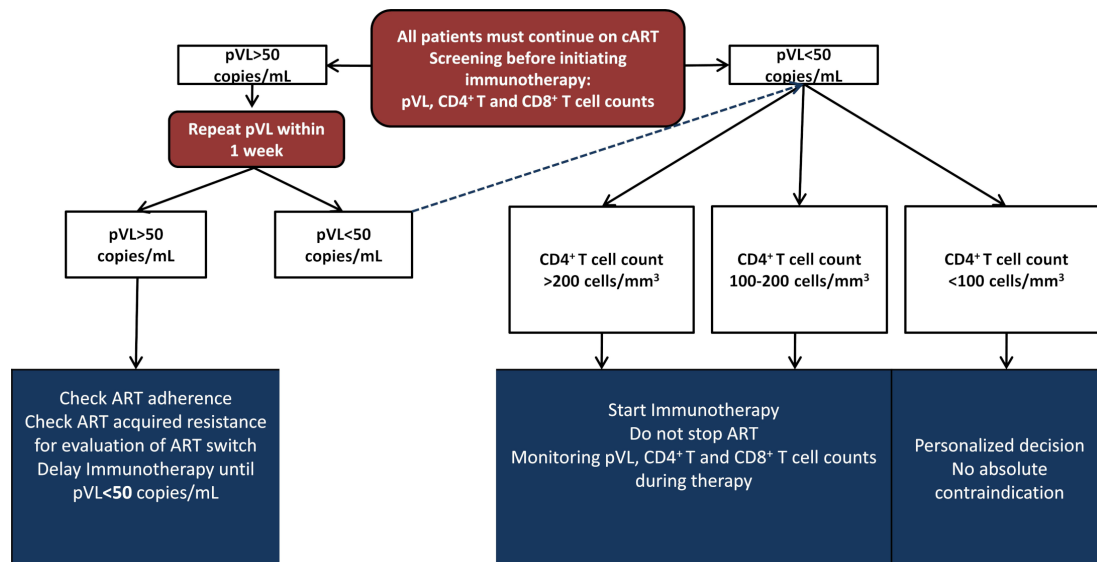 All patients must continue on cART
Screening before initiating
immunotherapy:
pVL, CD4⁺ T and CD8⁺ T cell counts
pVL>50
copies/mL
pVL<50
copies/mL
Repeat pVL within
1 week
pVL>50
copies/mL
pVL<50
copies/mL
CD4⁺ T cell count
>200 cells/mm³
CD4⁺ T cell count
100-200 cells/mm³
CD4⁺ T cell count
<100 cells/mm³
Check ART adherence
Check ART acquired resistance
for evaluation of ART switch
Delay Immunotherapy until
pVL<50 copies/mL
Start Immunotherapy
Do not stop ART
Monitoring pVL, CD4⁺ T and CD8⁺ T cell counts
during therapy
Personalized decision
No absolute
contraindication